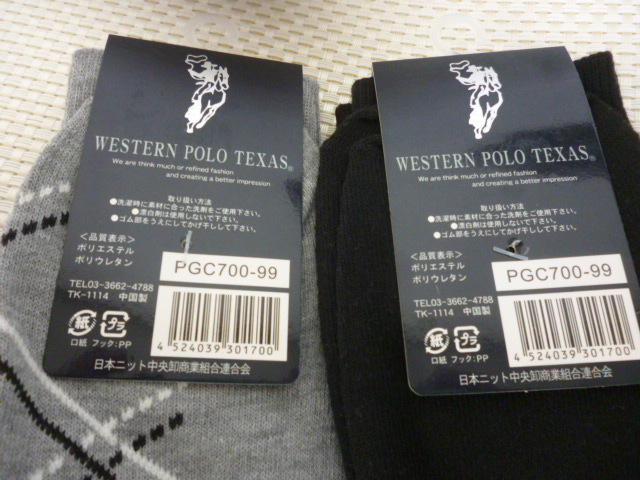 WESTERN POLO TEXAS®
We are think much or refined fashion
and creating a better impression
取り扱い方法
●洗濯時に素材に合った洗剤をご使用下さい。
●漂白剤は使用しないで下さい。
●ゴム部をうえにしてかげ干しして下さい。
〈品質表示〉
ポリエステル
ポリウレタン
PGC700-99
TEL03-3662-4788
TK-1114 中国製
紙 プラ
口紙 フック:PP
4 524039 301700
日本ニット中央卸商業組合連合会
WESTERN POLO TEXAS®
We are think much or refined fashion
and creating a better impression
取り扱い方法
●洗濯時に素材に合った洗剤をご使用下さい。
●漂白剤は使用しないで下さい。
●ゴム部をうえにしてかげ干しして下さい。
〈品質表示〉
ポリエステル
ポリウレタン
PGC700-99
TEL03-3662-4788
TK-1114 中国製
紙 プラ
口紙 フック:PP
4 524039 301700
日本ニット中央卸商業組合連合会